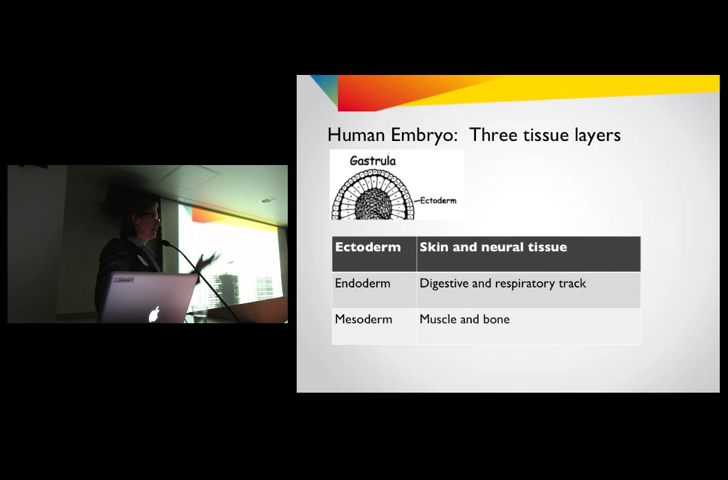 Human Embryo: Three tissue layers
Gastrula
Ectoderm
Ectoderm Skin and neural tissue
Endoderm Digestive and respiratory track
Mesoderm Muscle and bone